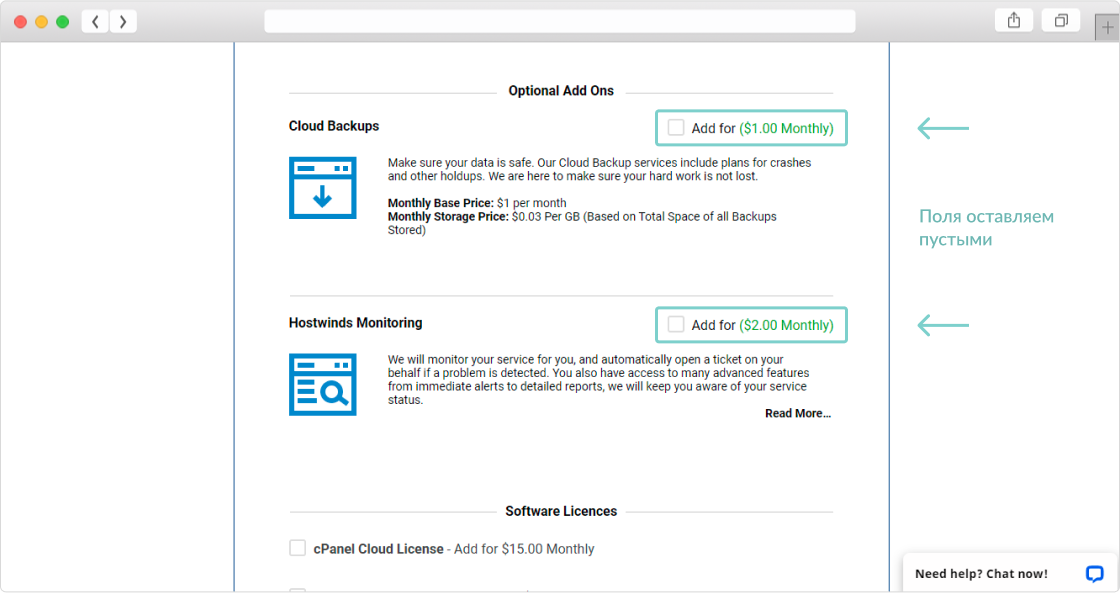 Optional Add Ons
Cloud Backups
Add for ($1.00 Monthly)
Make sure your data is safe. Our Cloud Backup services include plans for crashes
and other holdups. We are here to make sure your hard work is not lost.
Monthly Base Price: $1 per month
Monthly Storage Price: $0.03 Per GB (Based on Total Space of all Backups
Stored)
Поля оставляем
пустыми
Hostwinds Monitoring
Add for ($2.00 Monthly)
We will monitor your service for you, and automatically open a ticket on your
behalf if a problem is detected. You also have access to many advanced features
from immediate alerts to detailed reports, we will keep you aware of your service
status.
Read More...
Software Licences
cPanel Cloud License - Add for $15.00 Monthly
Need help? Chat now!